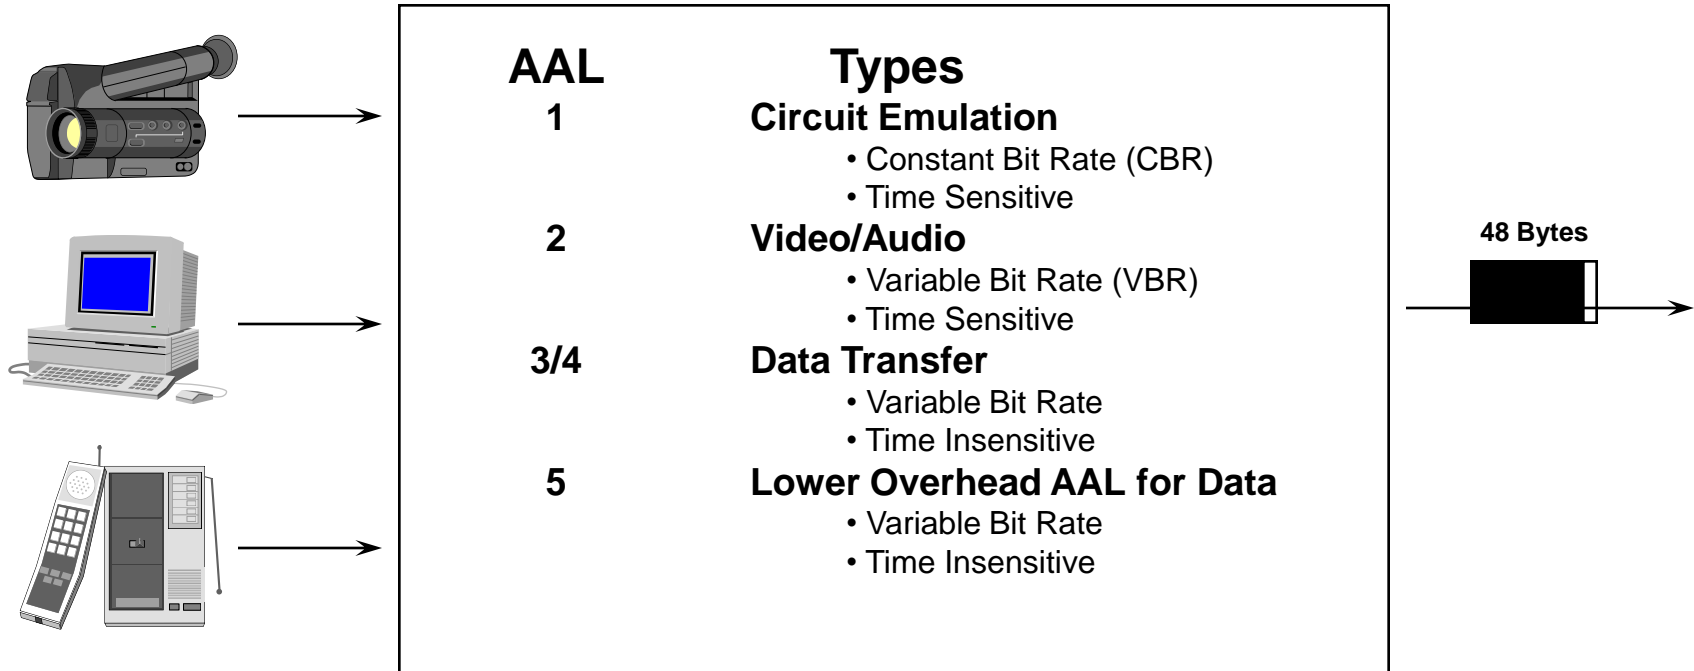 AAL Types
1 Circuit Emulation
• Constant Bit Rate (CBR)
• Time Sensitive
2 Video/Audio
• Variable Bit Rate (VBR)
• Time Sensitive
3/4 Data Transfer
• Variable Bit Rate
• Time Insensitive
5 Lower Overhead AAL for Data
• Variable Bit Rate
• Time Insensitive
48 Bytes